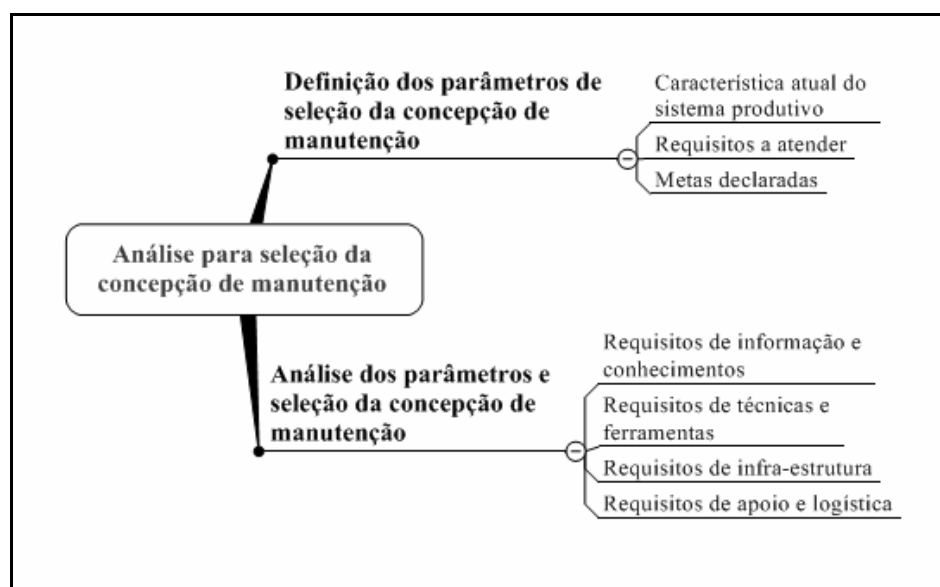 Definição dos parâmetros de
seleção da concepção de
manutenção
Característica atual do
sistema produtivo
Requisitos a atender
Metas declaradas
Análise para seleção da
concepção de manutenção
Análise dos parâmetros e
seleção da concepção de
manutenção
Requisitos de informação e
conhecimentos
Requisitos de técnicas e
ferramentas
Requisitos de infra-estrutura
Requisitos de apoio e logística